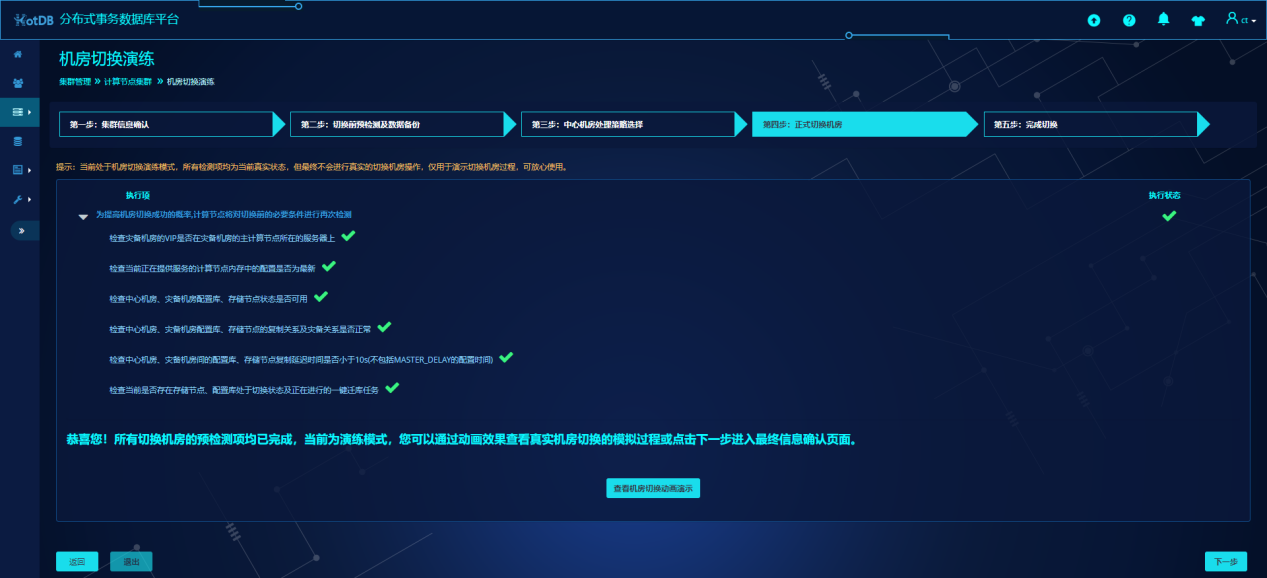 HotDB 分布式事务数据库平台
ct
机房切换演练
集群管理 » 计算节点集群 » 机房切换演练
第一步：集群信息确认
第二步：切换前预检测及数据备份
第三步：中心机房处理策略选择
第四步：正式切换机房
第五步：完成切换
提示：当前处于机房切换演练模式，所有检测项均为当前真实状态，但最终不会进行真实的切换机房操作，仅用于演示切换机房过程，可放心使用。
执行项 执行状态
为提高机房切换成功的概率,计算节点将对切换前的必要条件进行再次检测
检查灾备机房的VIP是否在灾备机房的主计算节点所在的服务器上
检查当前正在提供服务的计算节点内存中的配置是否为最新
检查中心机房、灾备机房配置库、存储节点状态是否可用
检查中心机房、灾备机房配置库、存储节点的复制关系及灾备关系是否正常
检查中心机房、灾备机房间的配置库、存储节点复制延迟时间是否小于10s(不包括MASTER_DELAY的配置时间)
检查当前是否存在存储节点、配置库处于切换状态及正在进行的一键迁库任务
恭喜您！所有切换机房的预检测项均已完成，当前为演练模式，您可以通过动画效果查看真实机房切换的模拟过程或点击下一步进入最终信息确认页面。
查看机房切换动画演示
返回 退出 下一步